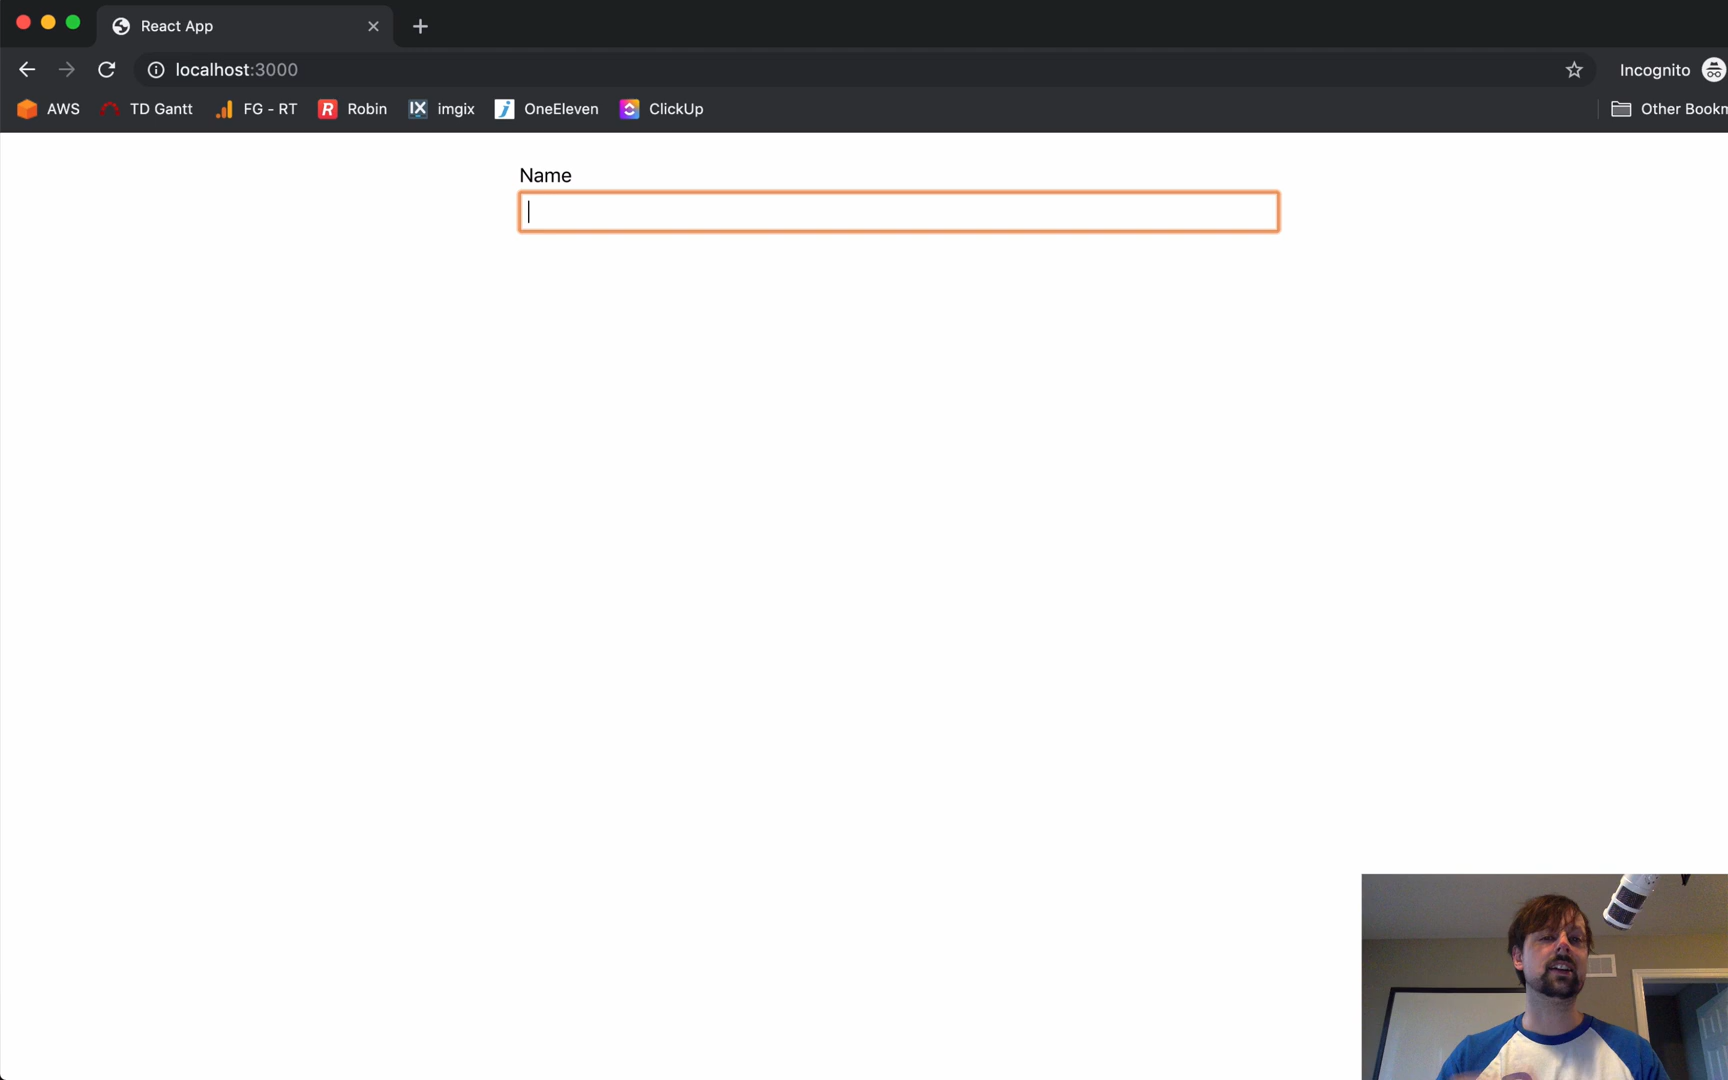 React App
localhost:3000
Incognito
AWS TD Gantt FG - RT Robin imgix OneEleven ClickUp Other Bookm
Name